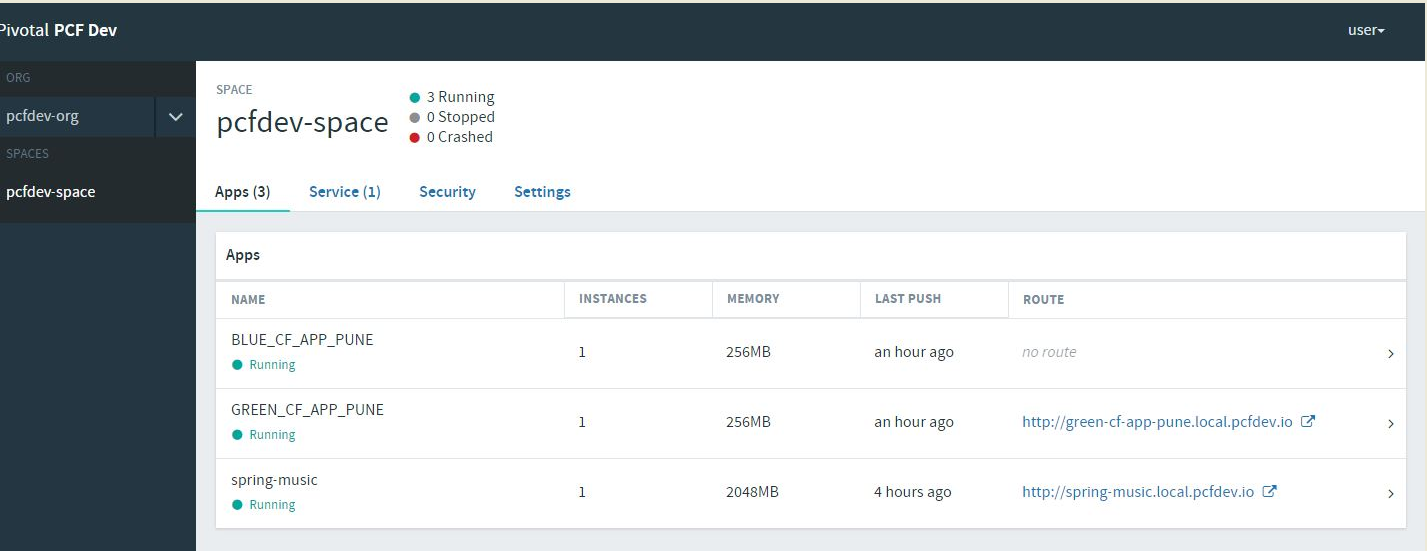 Pivotal PCF Dev
user
ORG
pcfdev-org
SPACES
pcfdev-space
SPACE
pcfdev-space
3 Running
0 Stopped
0 Crashed
Apps (3) Service (1) Security Settings
Apps
NAME INSTANCES MEMORY LAST PUSH ROUTE
BLUE_CF_APP_PUNE
Running
1 256MB an hour ago no route
GREEN_CF_APP_PUNE
Running
1 256MB an hour ago http://green-cf-app-pune.local.pcfdev.io
spring-music
Running
1 2048MB 4 hours ago http://spring-music.local.pcfdev.io